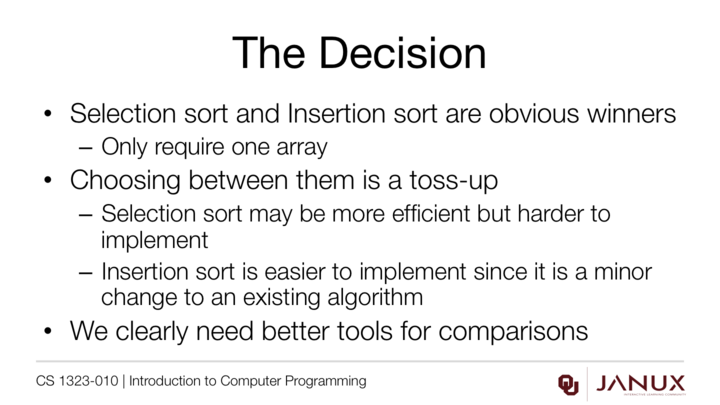 The Decision
• Selection sort and Insertion sort are obvious winners
– Only require one array
• Choosing between them is a toss-up
– Selection sort may be more efficient but harder to
implement
– Insertion sort is easier to implement since it is a minor
change to an existing algorithm
• We clearly need better tools for comparisons
CS 1323-010 | Introduction to Computer Programming
JANUX
INTERACTIVE LEARNING COMMUNITY